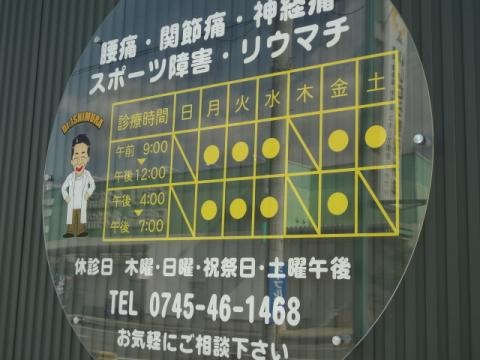 腰痛・関節痛・神経痛
スポーツ障害・リウマチ
Dr.ISHIMURA
診療時間 日 月 火 水 木 金 土
午前 9:00
午後12:00
午後 4:00
午後 7:00
休診日 木曜・日曜・祝祭日・土曜午後
TEL 0745-46-1468
お気軽にご相談下さい